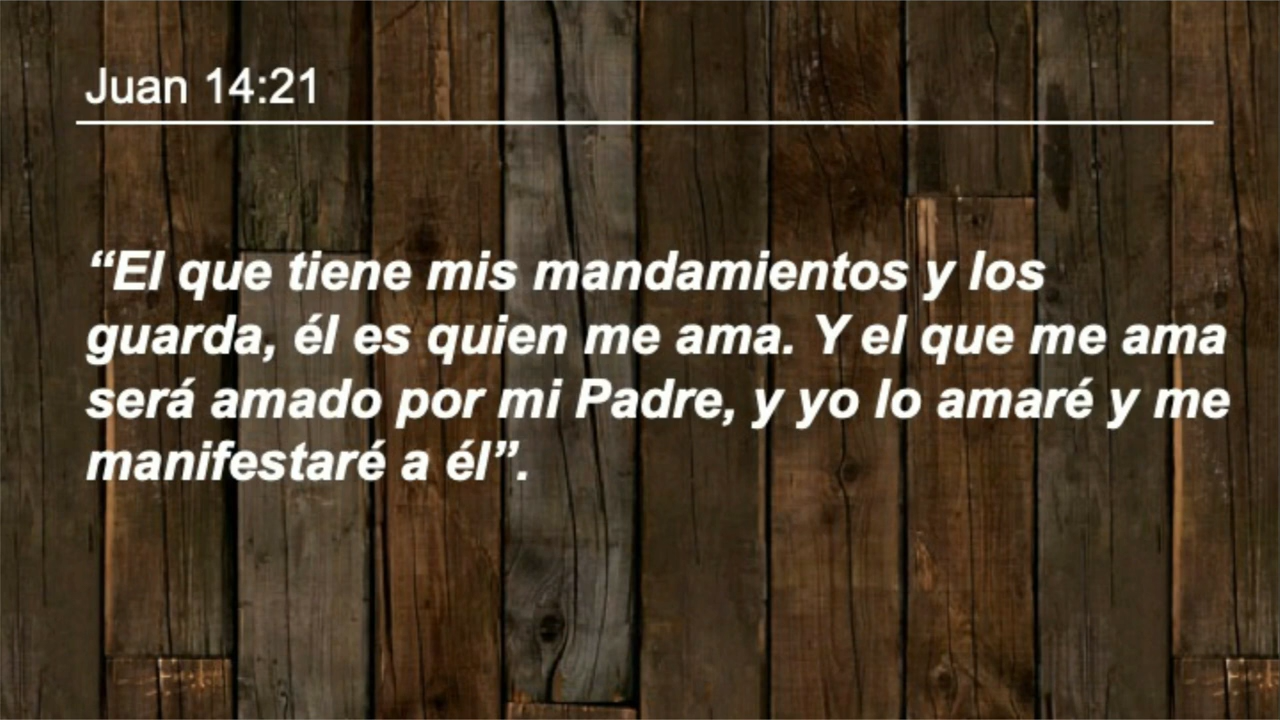 Juan 14:21
“El que tiene mis mandamientos y los
guarda, él es quien me ama. Y el que me ama
será amado por mi Padre, y yo lo amaré y me
manifestaré a él”.